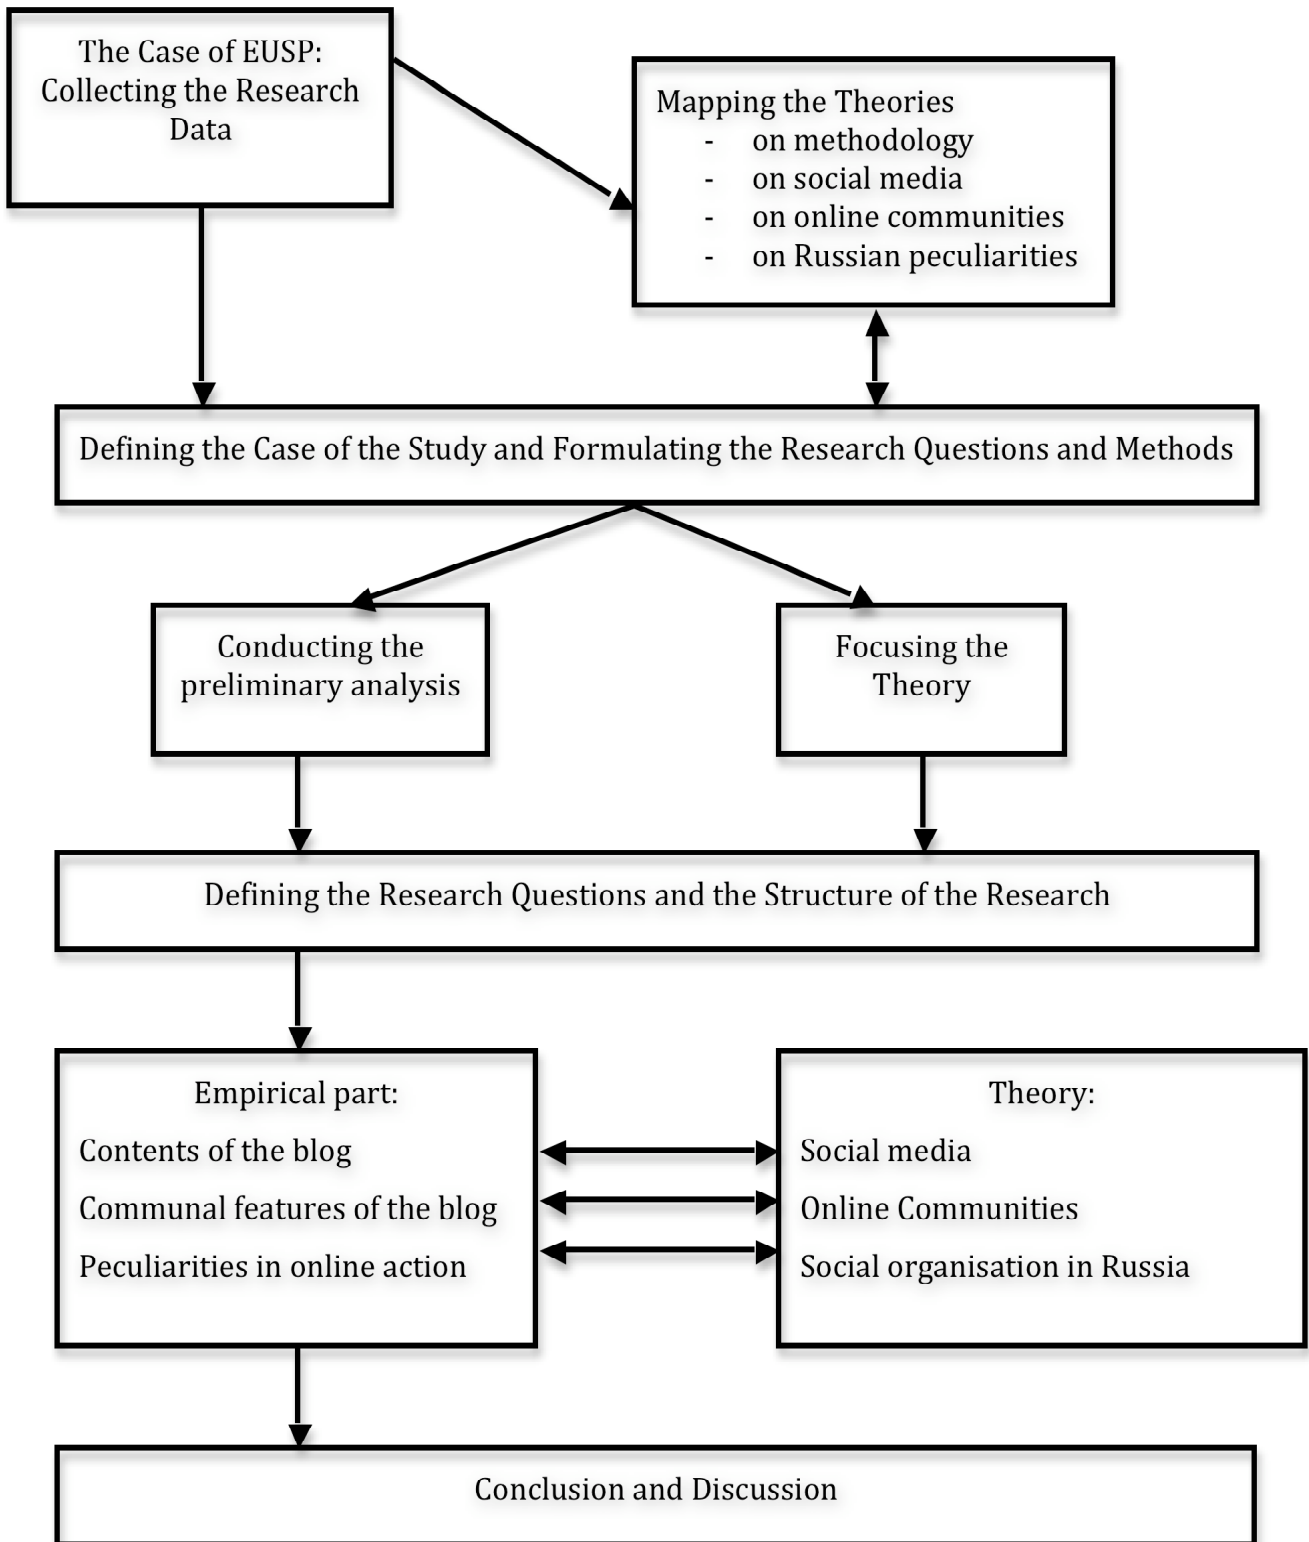 The Case of EUSP:
Collecting the Research
Data
Mapping the Theories
- on methodology
- on social media
- on online communities
- on Russian peculiarities
Defining the Case of the Study and Formulating the Research Questions and Methods
Conducting the
preliminary analysis
Focusing the
Theory
Defining the Research Questions and the Structure of the Research
Empirical part:
Contents of the blog
Communal features of the blog
Peculiarities in online action
Theory:
Social media
Online Communities
Social organisation in Russia
Conclusion and Discussion